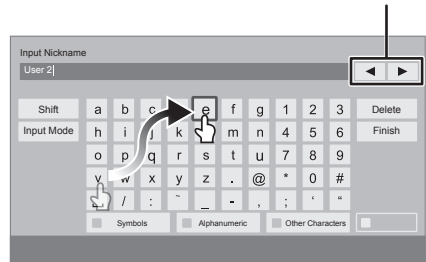 Input Nickname
User 2
◄ ►
Shift a b c e f g 1 2 3 Delete
Input Mode h i j k m n 4 5 6 Finish
o p q r s t u 7 8 9
v w x y z . @ * 0 #
/ : ~ _ - , ; ‘ “
Symbols Alphanumeric Other Characters